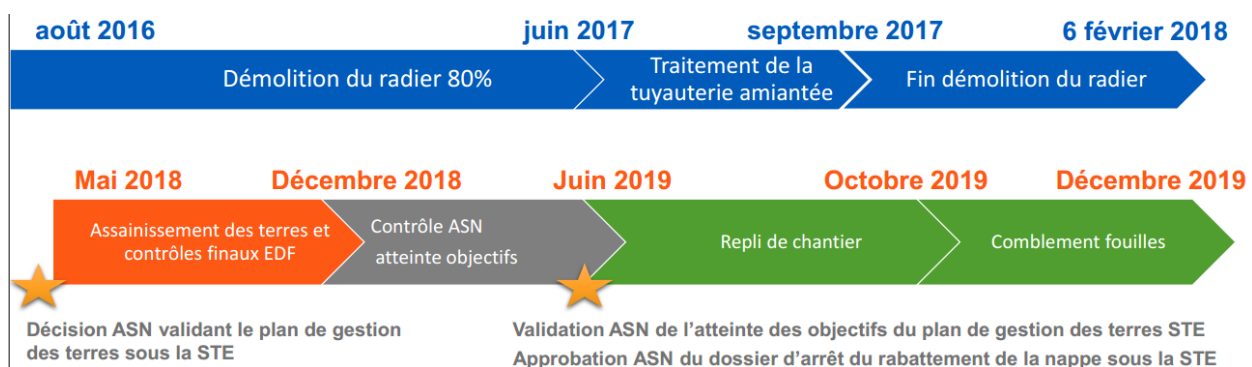 août 2016 juin 2017 septembre 2017 6 février 2018
Démolition du radier 80%
Traitement de la
tuyauterie amiantée
Fin démolition du radier
Mai 2018 Décembre 2018 Juin 2019 Octobre 2019 Décembre 2019
Assainissement des terres et
contrôles finaux EDF
Contrôle ASN
atteinte objectifs
Repli de chantier
Comblement fouilles
Décision ASN validant le plan de gestion
des terres sous la STE
Validation ASN de l'atteinte des objectifs du plan de gestion des terres STE
Approbation ASN du dossier d'arrêt du rabattement de la nappe sous la STE